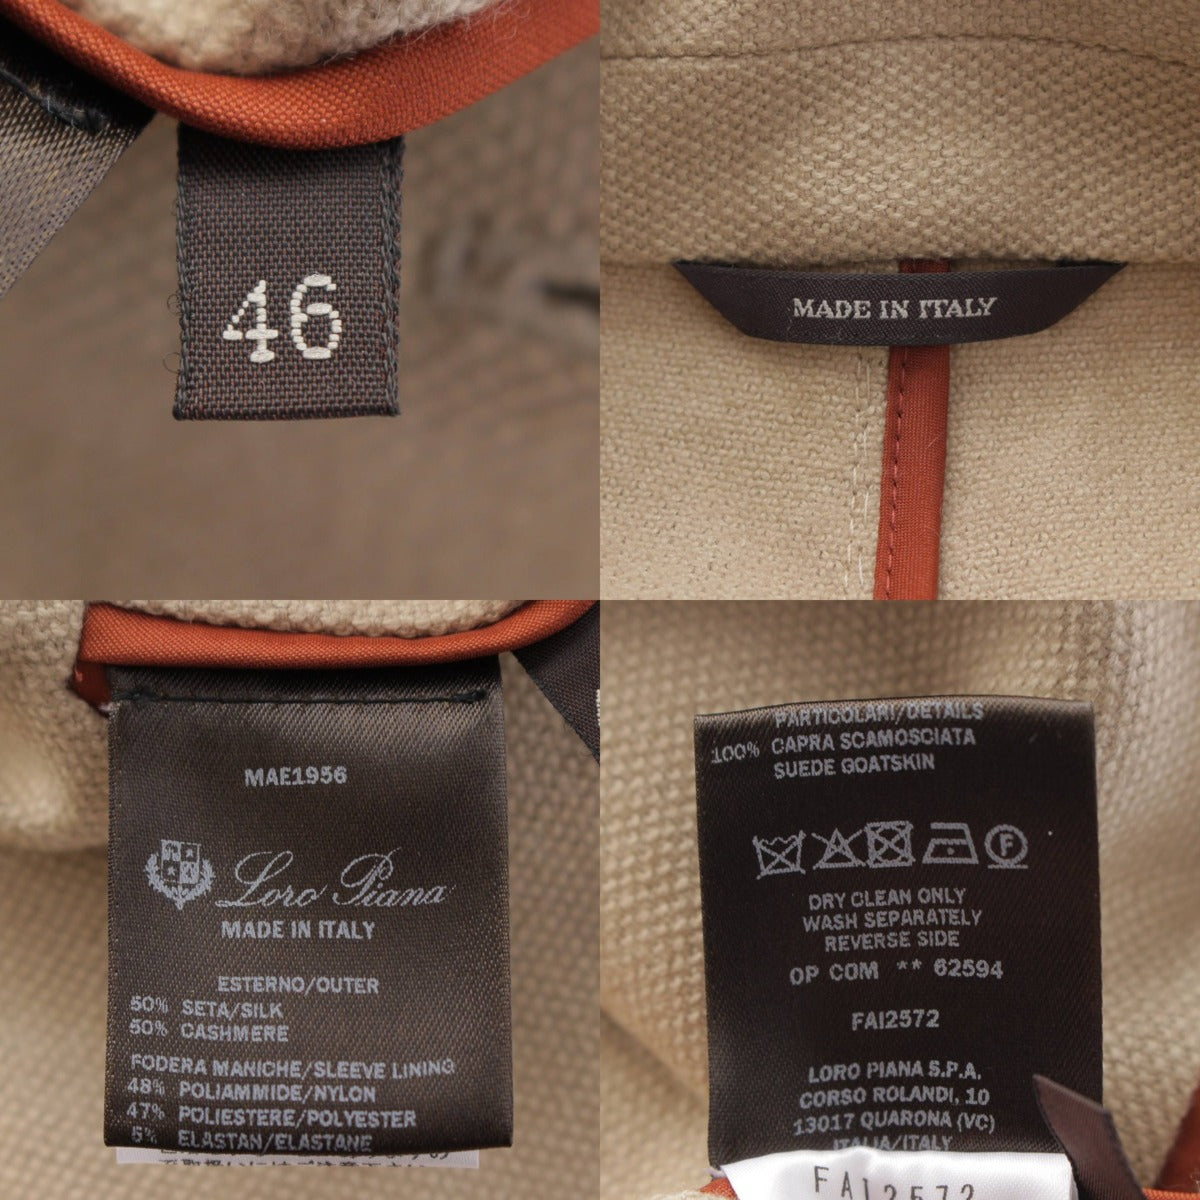 46
MADE IN ITALY
MAE1956
Loro Piana
MADE IN ITALY
ESTERNO/OUTER
50% SETA/SILK
50% CASHMERE
FODERA MANICHE/SLEEVE LINING
48% POLIAMMIDE/NYLON
47% POLIESTERE/POLYESTER
5% ELASTAN/ELASTANE
PARTICOLARI/DETAILS
100% CAPRA SCAMOSCIATA
SUEDE GOATSKIN
F
DRY CLEAN ONLY
WASH SEPARATELY
REVERSE SIDE
OP COM ** 62594
FAI2572
LORO PIANA S.P.A.
CORSO ROLANDI, 10
13017 QUARONA (VC)
ITALIA/ITALY
FAI2572